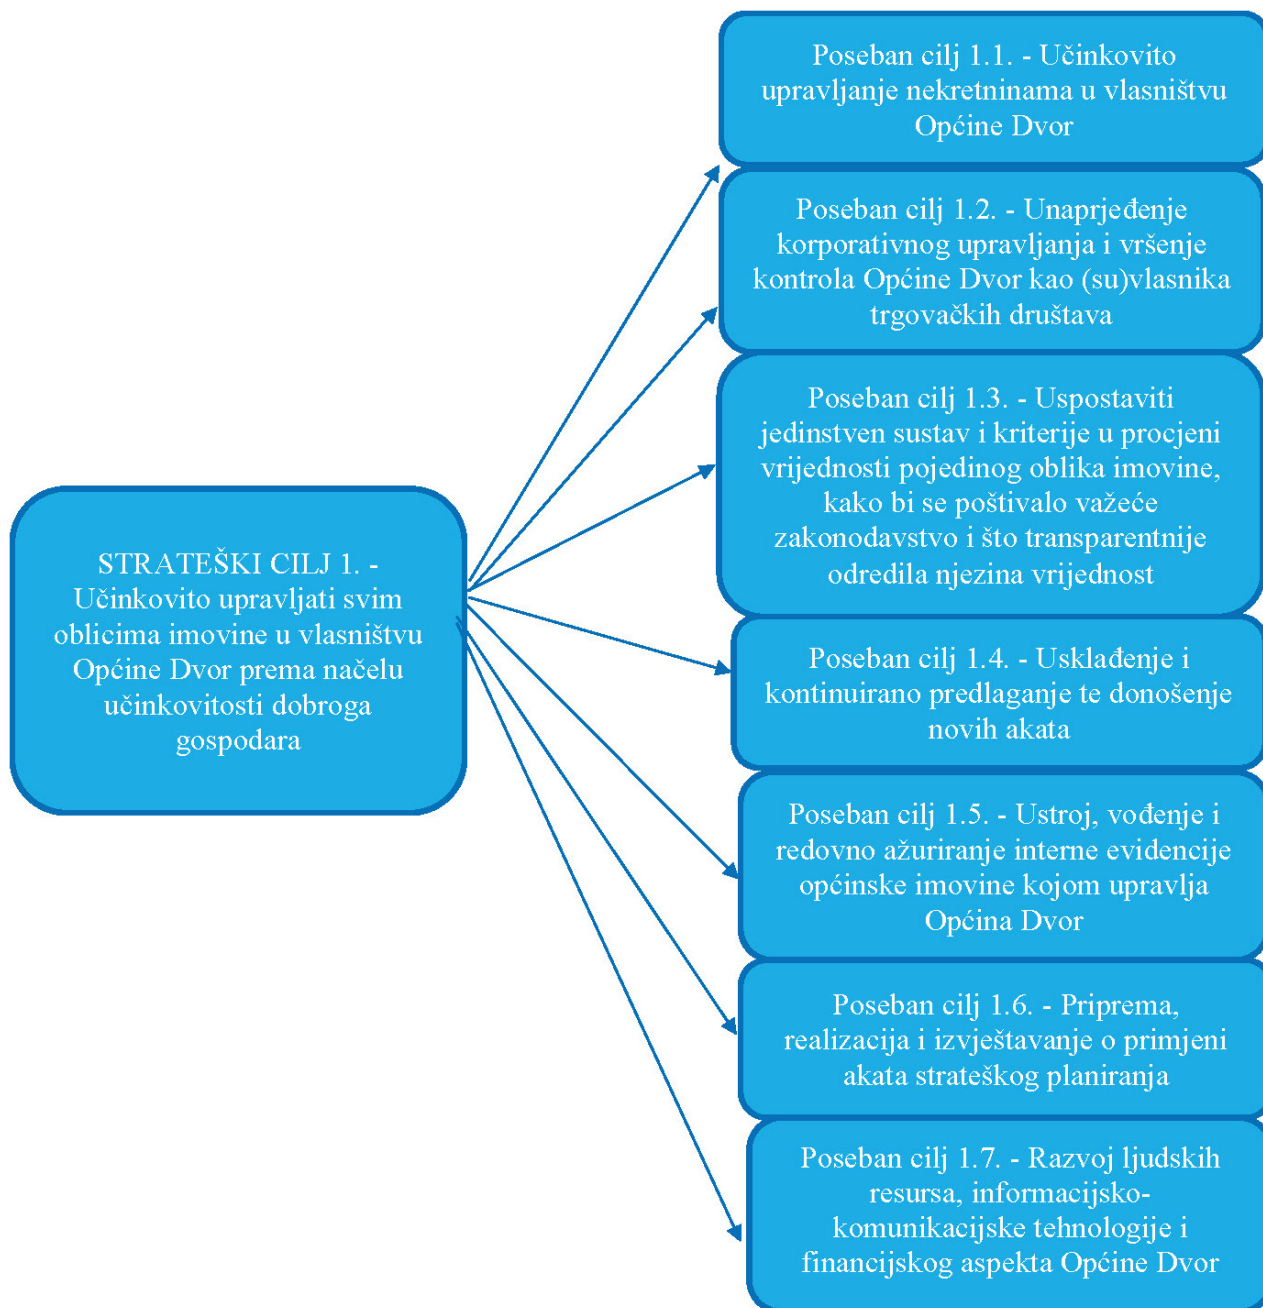 STRATEŠKI CILJ 1. -
Učinkovito upravljati svim
oblicima imovine u vlasništvu
Općine Dvor prema načelu
učinkovitosti dobroga
gospodara
Poseban cilj 1.1. - Učinkovito
upravljanje nekretninama u vlasništvu
Općine Dvor
Poseban cilj 1.2. - Unaprjeđenje
korporativnog upravljanja i vršenje
kontrola Općine Dvor kao (su)vlasnika
trgovačkih društava
Poseban cilj 1.3. - Uspostaviti
jedinstven sustav i kriterije u procjeni
vrijednosti pojedinog oblika imovine,
kako bi se poštivalo važeće
zakonodavstvo i što transparentnije
odredila njezina vrijednost
Poseban cilj 1.4. - Usklađenje i
kontinuirano predlaganje te donošenje
novih akata
Poseban cilj 1.5. - Ustroj, vođenje i
redovno ažuriranje interne evidencije
općinske imovine kojom upravlja
Općina Dvor
Poseban cilj 1.6. - Priprema,
realizacija i izvještavanje o primjeni
akata strateškog planiranja
Poseban cilj 1.7. - Razvoj ljudskih
resursa, informacijsko-
komunikacijske tehnologije i
financijskog aspekta Općine Dvor